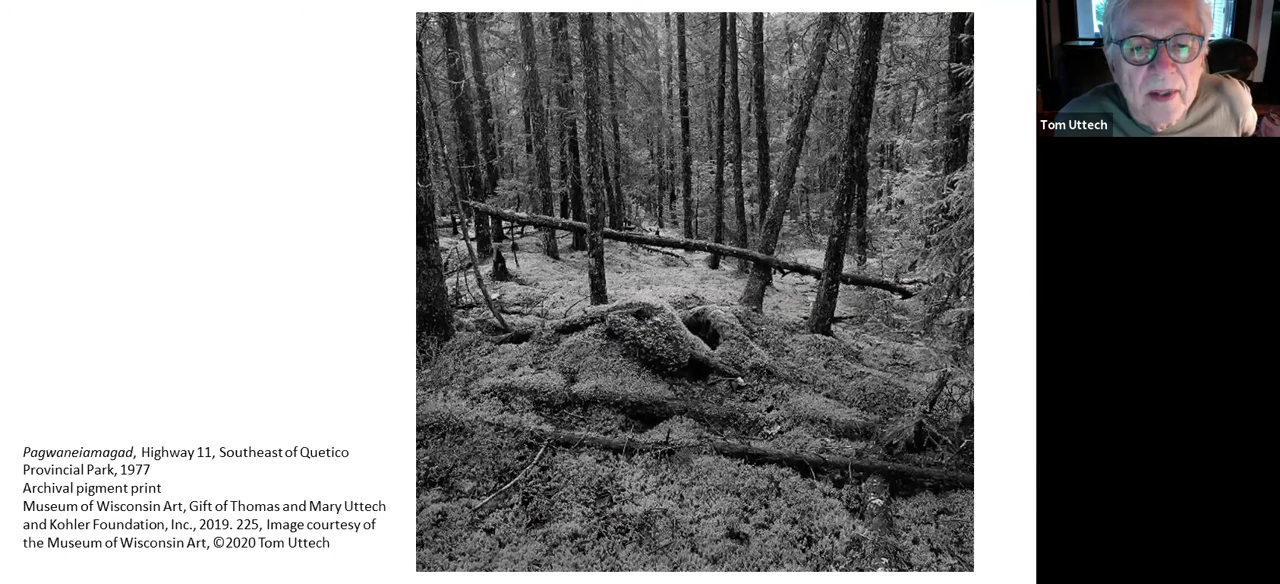 Pagwaneiamagad, Highway 11, Southeast of Quetico
Provincial Park, 1977
Archival pigment print
Museum of Wisconsin Art, Gift of Thomas and Mary Uttech
and Kohler Foundation, Inc., 2019. 225, Image courtesy of
the Museum of Wisconsin Art, ©2020 Tom Uttech
Tom Uttech